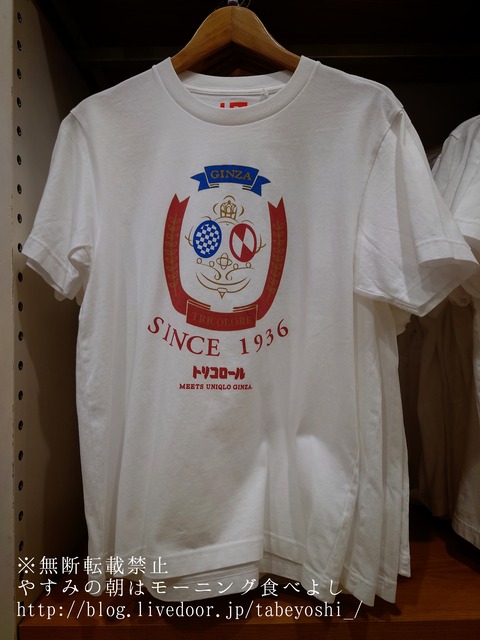 GINZA
TRICOLORE
SINCE 1936
トリコロール
MEETS UNIQLO GINZA
※無断転載禁止
やすみの朝はモーニング食べよし
http://blog.livedoor.jp/tabeyoshi_/